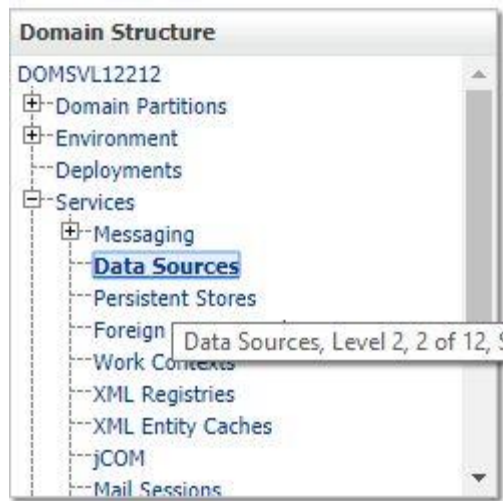 Domain Structure
DOMSVL12212
Domain Partitions
Environment
Deployments
Services
Messaging
Data Sources
Persistent Stores
Foreign
Data Sources, Level 2, 2 of 12,
Work Contexts
XML Registries
XML Entity Caches
jCOM
Mail Sessions